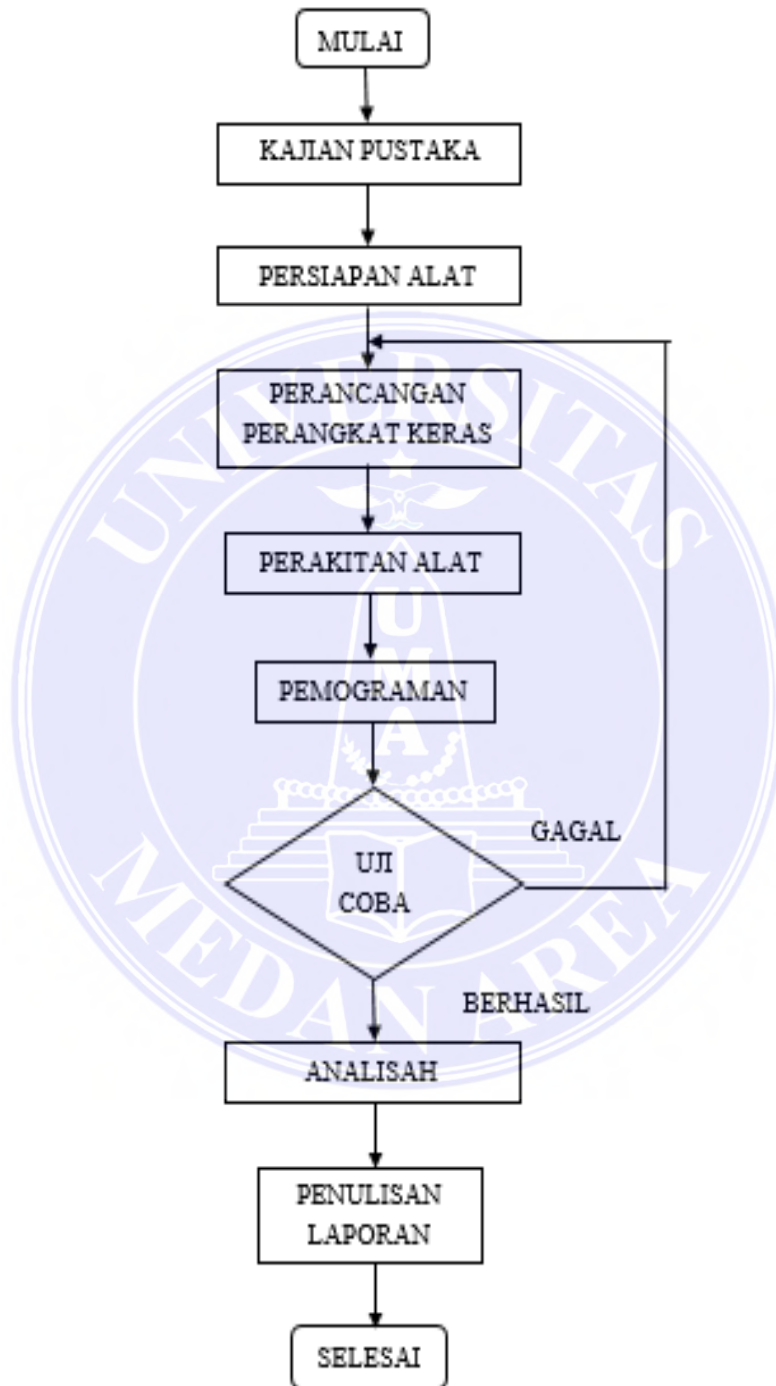 MULAI
KAJIAN PUSTAKA
PERSIAPAN ALAT
PERANCANGAN
PERANGKAT KERAS
PERAKITAN ALAT
PEMOGRAMAN
UJI
COBA
GAGAL
BERHASIL
ANALISAH
PENULISAN
LAPORAN
SELESAI
UNIVERSITAS
MEDAN AREA
UMA